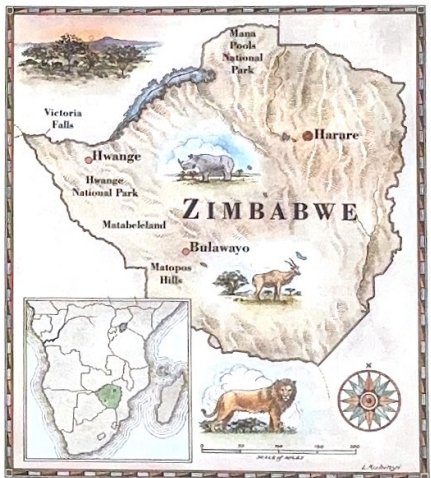 Mana
Pools
National
Park
Victoria
Falls
Harare
Hwange
Hwange
National Park
ZIMBABWE
Matabeleland
Bulawayo
Matopos
Hills
N
0 50 100 150 200
SCALE of MILES